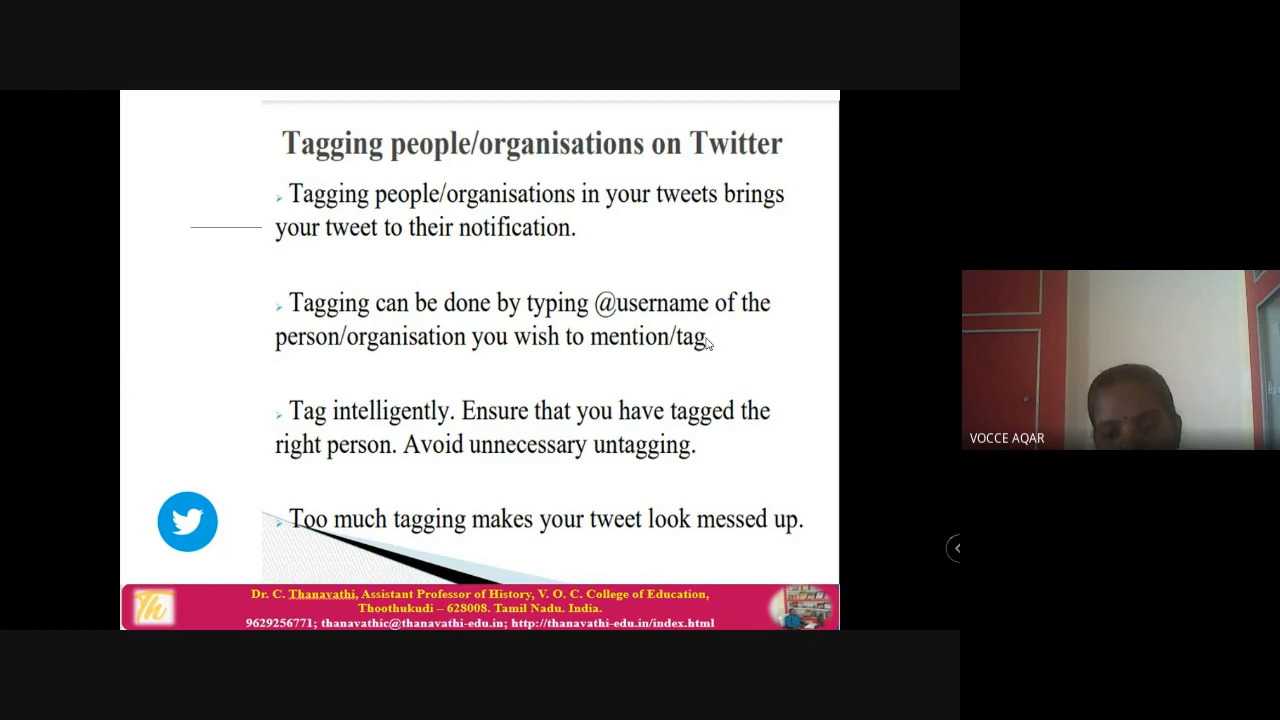 Tagging people/organisations on Twitter
Tagging people/organisations in your tweets brings
your tweet to their notification.
Tagging can be done by typing @username of the
person/organisation you wish to mention/tag.
Tag intelligently. Ensure that you have tagged the
right person. Avoid unnecessary untagging.
Too much tagging makes your tweet look messed up.
Th
Dr. C. Thanavathi, Assistant Professor of History, V. O. C. College of Education,
Thoothukudi – 628008. Tamil Nadu. India.
9629256771; thanavathic@thanavathi-edu.in; http://thanavathi-edu.in/index.html
VOCCE AQAR